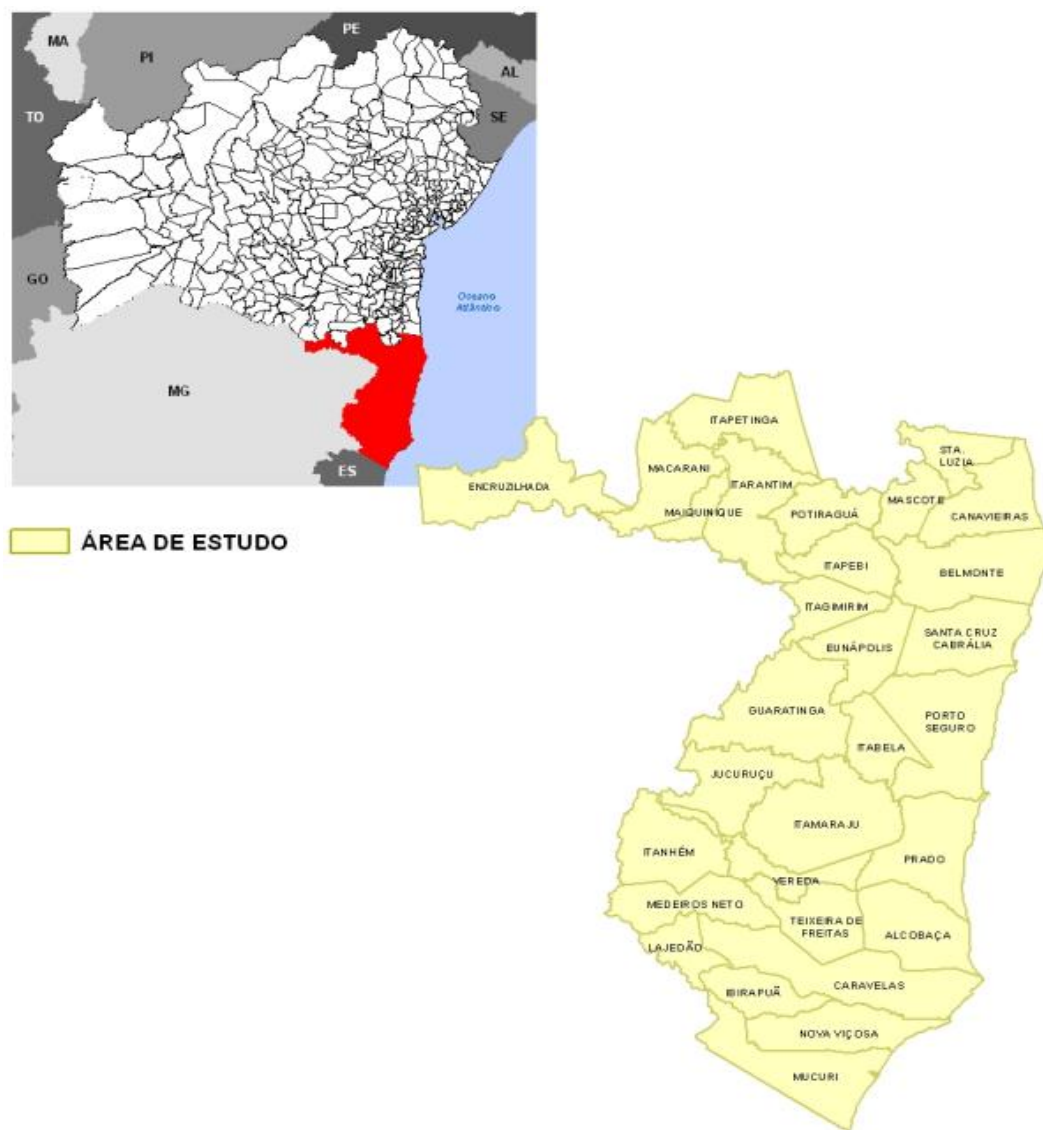 PE
MA
PI
AL
TO
SE
GO
Oceano
Atlântico
MG
ES
ÁREA DE ESTUDO
ITAPETINGA
STA.
LUZIA
MACARANI
ITARANTIM
ENCRUZILHADA
MASCOTE
MAIQUINIQUE
POTIRAGUÁ
CANAVIEIRAS
ITAPEBI
BELMONTE
ITAGIMIRIM
SANTA CRUZ
CABRÁLIA
EUNÁPOLIS
GUARATINGA
PORTO
SEGURO
ITABELA
JUCURUÇU
ITAMARAJU
ITANHÉM
PRADO
VEREDA
MEDEIROS NETO
TEIXEIRA DE
FREITAS
ALCOBAÇA
LAJEDÃO
CARAVELAS
IBIRAPUÃ
NOVA VIÇOSA
MUCURI